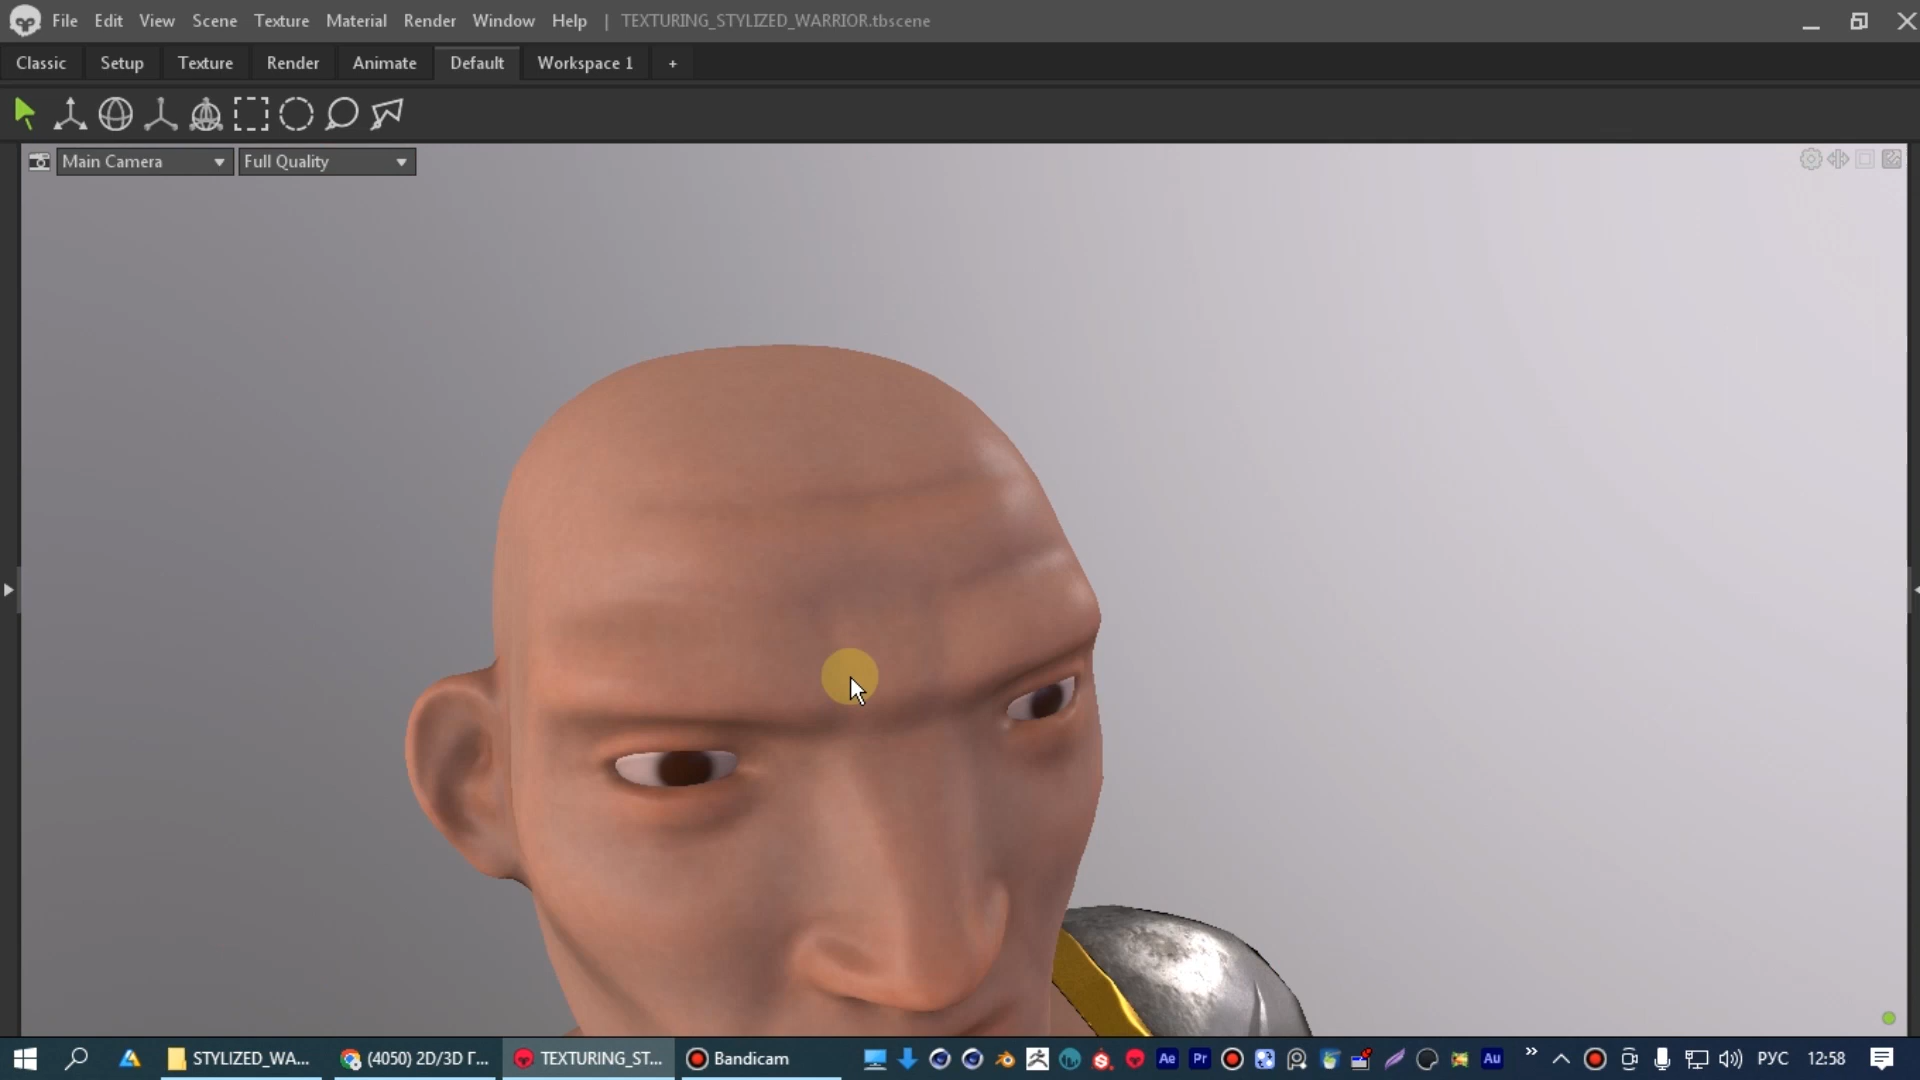 File Edit View Scene Texture Material Render Window Help | TEXTURING_STYLIZED_WARRIOR.tbscene
Classic Setup Texture Render Animate Default Workspace 1 +
Main Camera Full Quality
STYLIZED_WA... (4050) 2D/3D Г... TEXTURING_ST... Bandicam Ae Pr Au » РУС 12:58